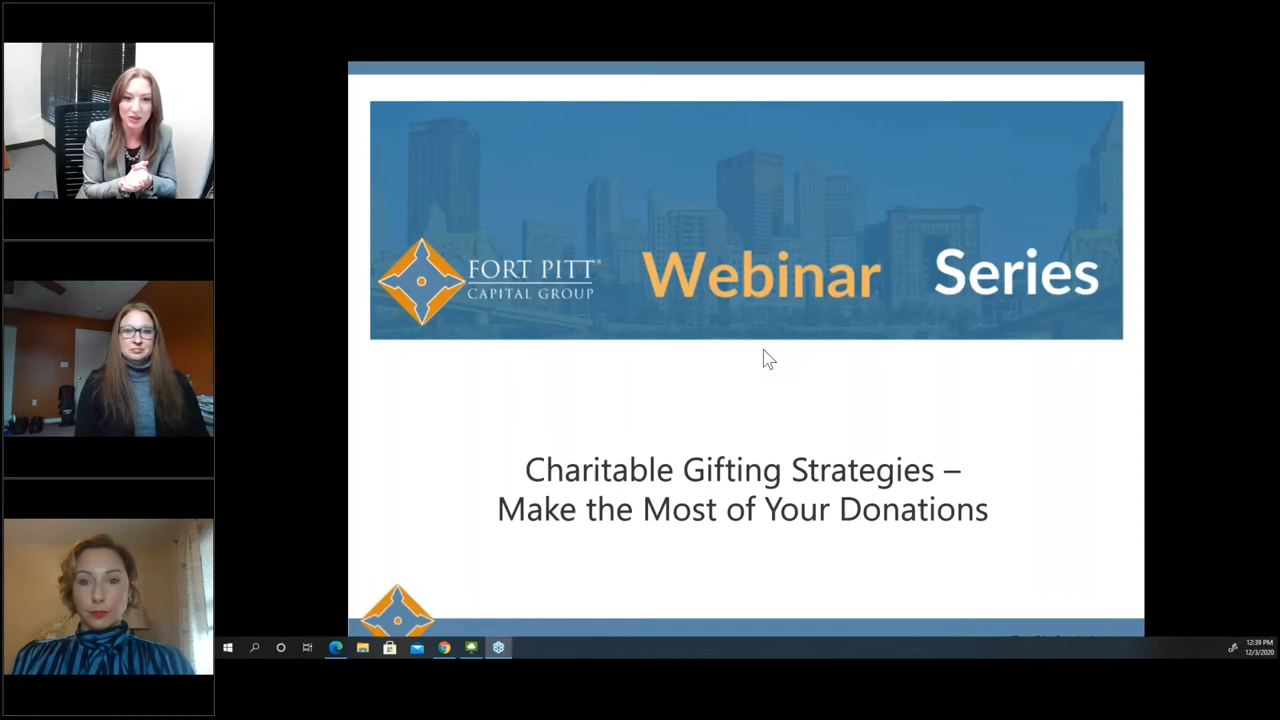 FORT PITT®
CAPITAL GROUP
Webinar Series
Charitable Gifting Strategies –
Make the Most of Your Donations
12:39 PM
12/3/2020